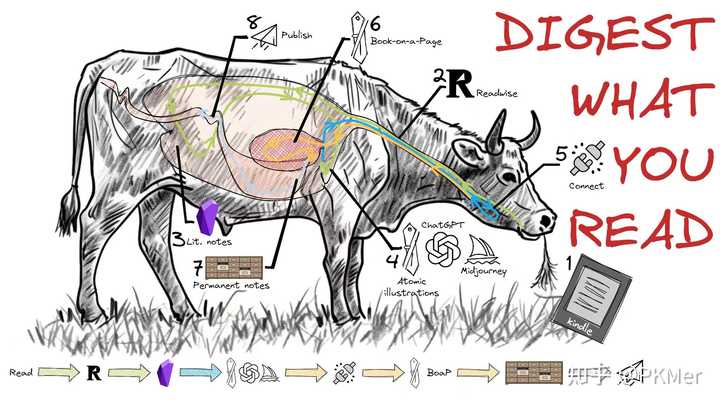 DIGEST
WHAT
YOU
READ
8 Publish
6 Book-on-a-Page
2 R Readwise
5 Connect
3 Lit. notes
7
Permanent notes
4 Atomic
illustrations
ChatGPT
Midjourney
1
kindle
Read R BoaP
知乎 @PKMer